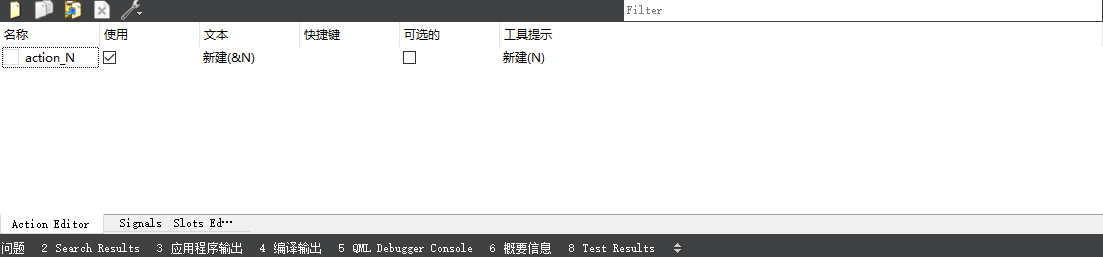 Filter
名称 使用 文本 快捷键 可选的 工具提示
action_N 新建(&N) 新建(N)
Action Editor Signals Slots Ed…
问题 2 Search Results 3 应用程序输出 4 编译输出 5 QML Debugger Console 6 概要信息 8 Test Results